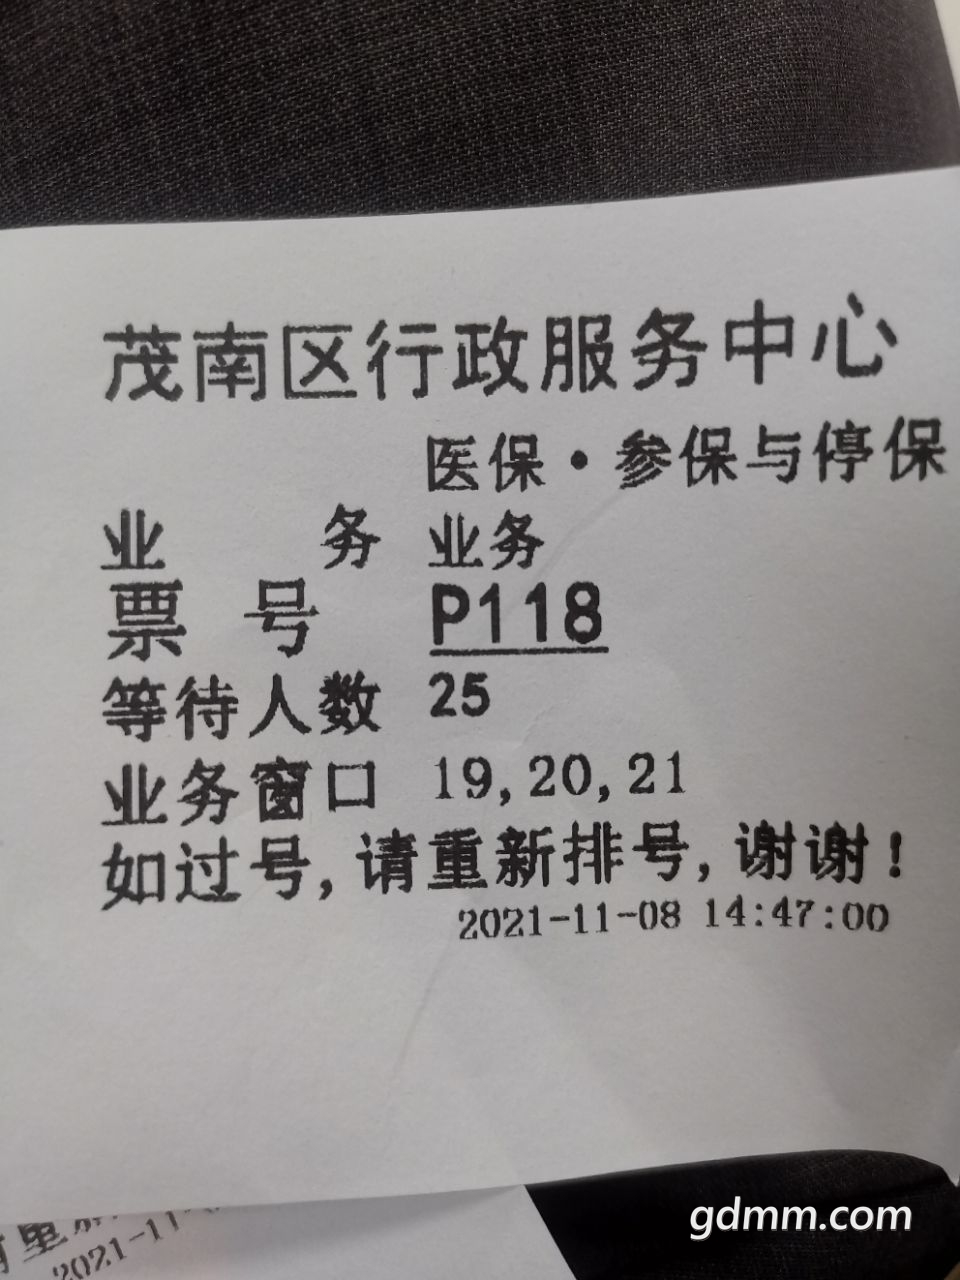 茂南区行政服务中心
医保·参保与停保
业 务 业务
票 号 P118
等待人数 25
业务窗口 19,20,21
如过号,请重新排号,谢谢!
2021-11-08 14:47:00
2021-11-
gdmm.com